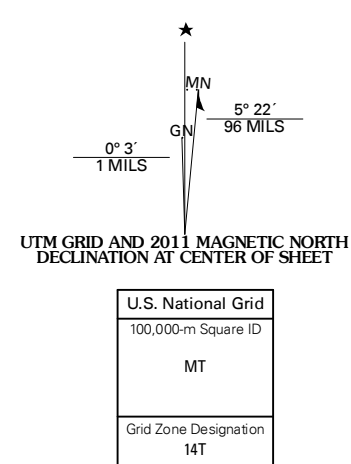 MN
5° 22´
96 MILS
GN
0° 3´
1 MILS
UTM GRID AND 2011 MAGNETIC NORTH
DECLINATION AT CENTER OF SHEET
U.S. National Grid
100,000-m Square ID
MT
Grid Zone Designation
14T